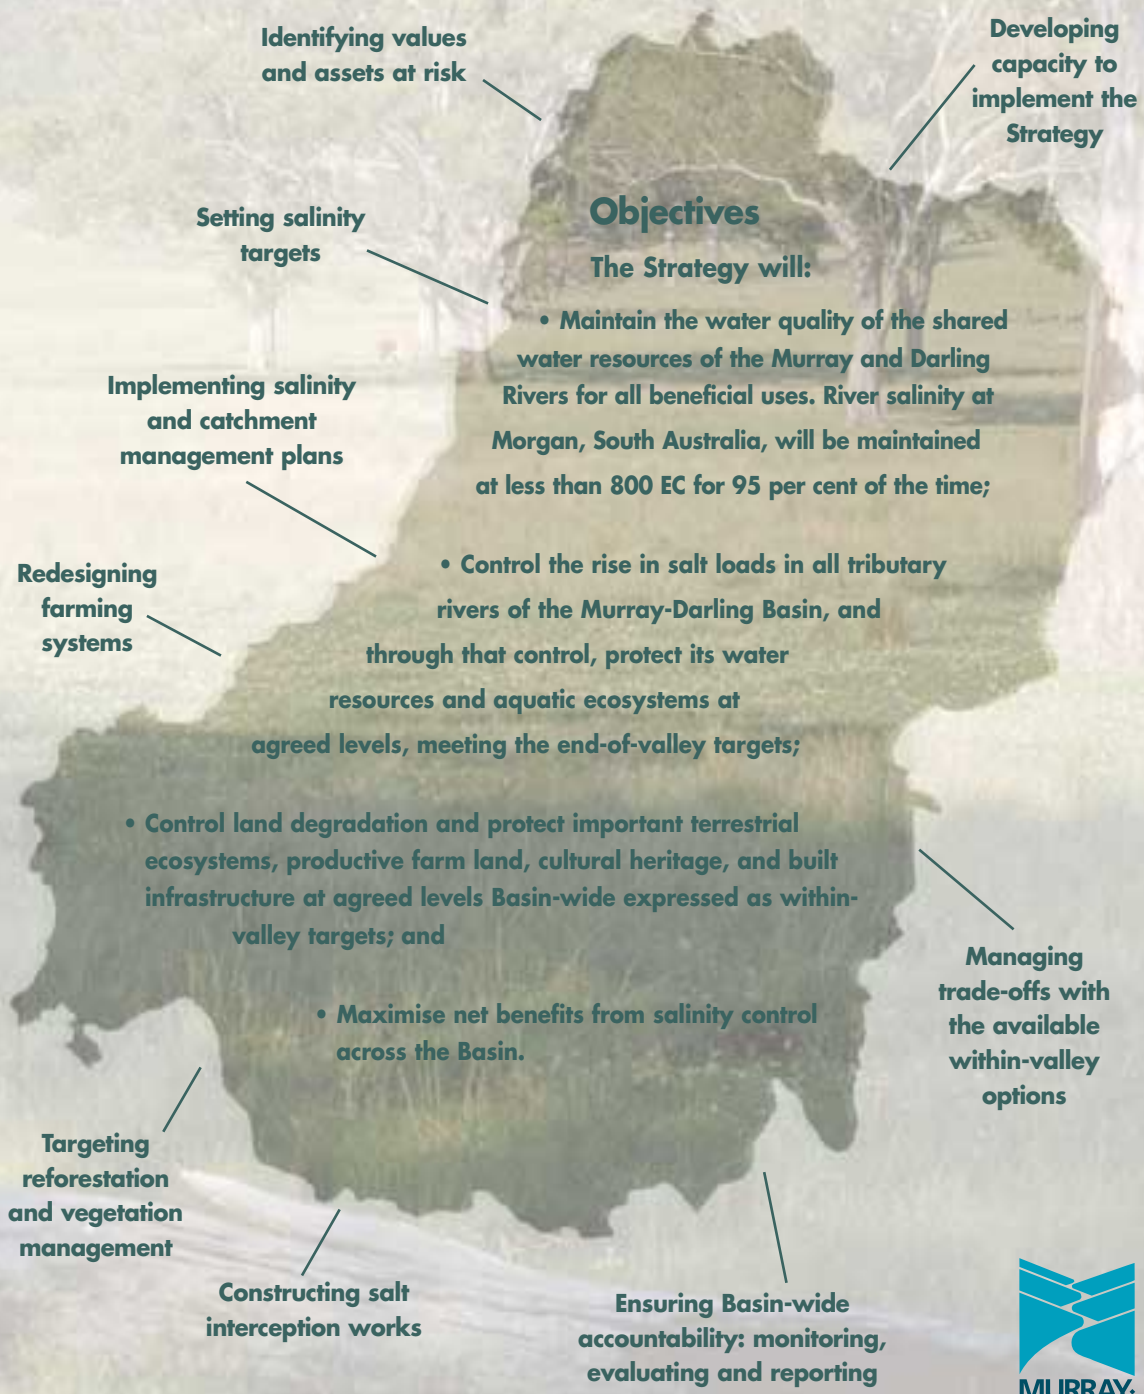 Identifying values
and assets at risk
Developing
capacity to
implement the
Strategy
Setting salinity
targets
Objectives
The Strategy will:
• Maintain the water quality of the shared
water resources of the Murray and Darling
Rivers for all beneficial uses. River salinity at
Morgan, South Australia, will be maintained
at less than 800 EC for 95 per cent of the time;
Implementing salinity
and catchment
management plans
• Control the rise in salt loads in all tributary
rivers of the Murray-Darling Basin, and
through that control, protect its water
resources and aquatic ecosystems at
agreed levels, meeting the end-of-valley targets;
Redesigning
farming
systems
• Control land degradation and protect important terrestrial
ecosystems, productive farm land, cultural heritage, and built
infrastructure at agreed levels Basin-wide expressed as within-
valley targets; and
• Maximise net benefits from salinity control
across the Basin.
Managing
trade-offs with
the available
within-valley
options
Targeting
reforestation
and vegetation
management
Constructing salt
interception works
Ensuring Basin-wide
accountability: monitoring,
evaluating and reporting
MURRAY